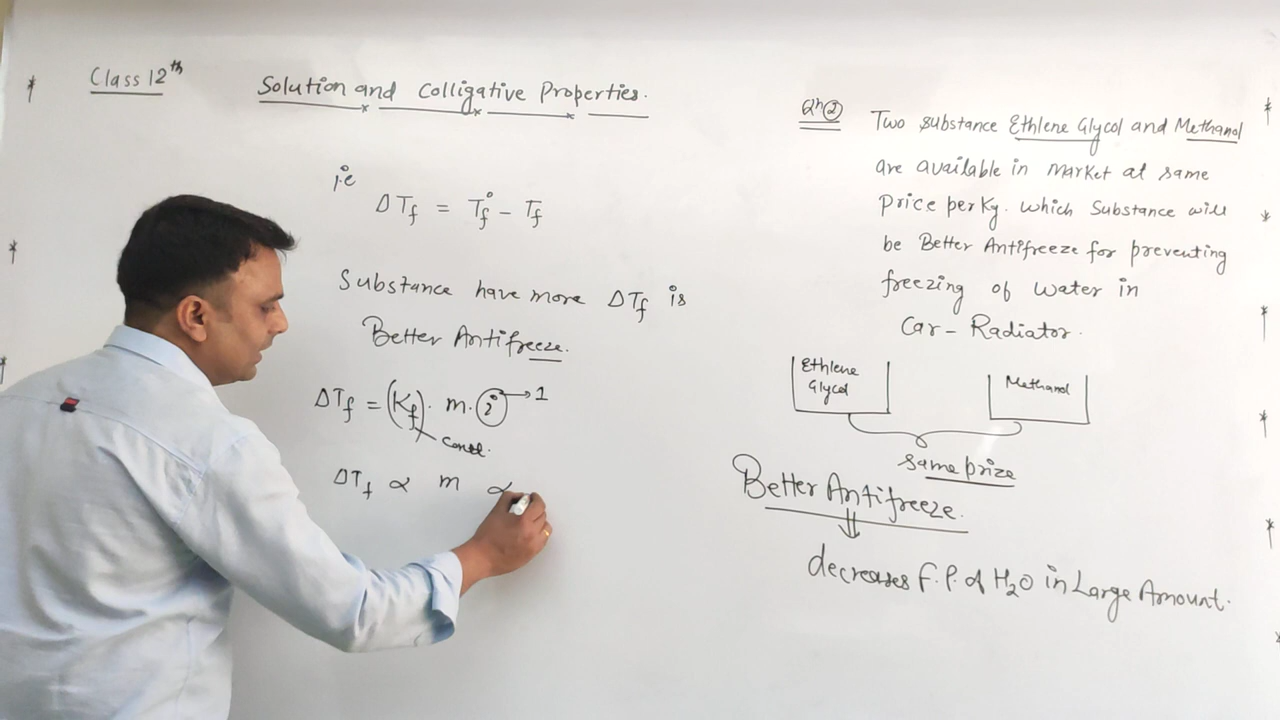 Class 12th
Solution and Colligative Properties.
i.e
ΔTf = Tf° - Tf
Substance have more ΔTf is
Better Antifreeze.
ΔTf = (Kf). m. i → 1
Const.
ΔTf ∝ m ∝
Qn②
Two substance Ethlene Glycol and Methanol
are available in market at same
Price per Kg. which Substance will
be Better Antifreeze for preventing
freezing of water in
Car-Radiator.
Ethlene
Glycol
Methanol
same prize
Better Antifreeze.
⇓
decreases F.P. of H2O in Large Amount.